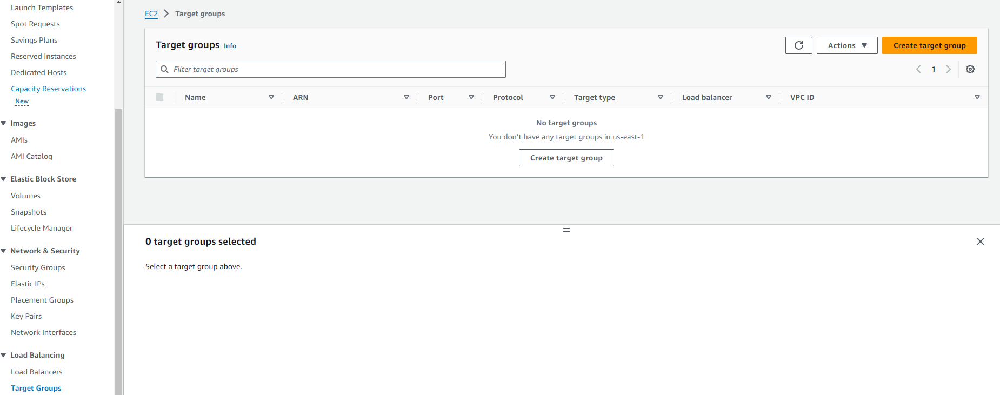 Launch Templates
Spot Requests
Savings Plans
Reserved Instances
Dedicated Hosts
Capacity Reservations
New
Images
AMIs
AMI Catalog
Elastic Block Store
Volumes
Snapshots
Lifecycle Manager
Network & Security
Security Groups
Elastic IPs
Placement Groups
Key Pairs
Network Interfaces
Load Balancing
Load Balancers
Target Groups
EC2 Target groups
Target groups Info
Actions Create target group
Filter target groups
1
Name ARN Port Protocol Target type Load balancer VPC ID
No target groups
You don't have any target groups in us-east-1
Create target group
0 target groups selected
Select a target group above.